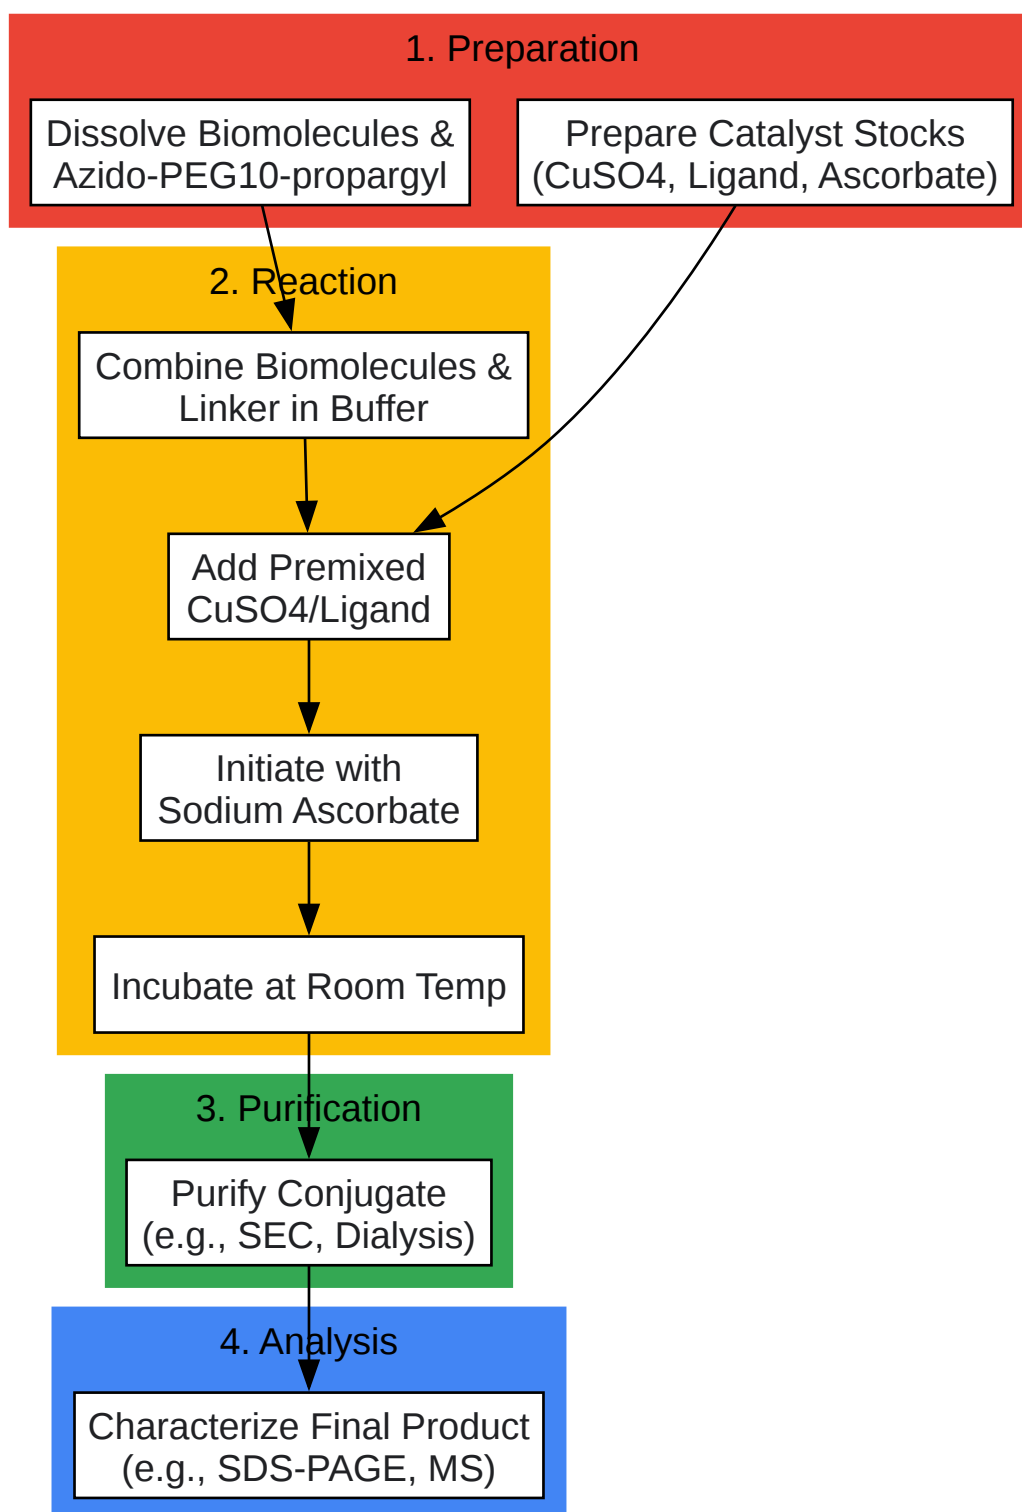 1. Preparation
Dissolve Biomolecules &
Azido-PEG10-propargyl
Prepare Catalyst Stocks
(CuSO4, Ligand, Ascorbate)
2. Reaction
Combine Biomolecules &
Linker in Buffer
Add Premixed
CuSO4/Ligand
Initiate with
Sodium Ascorbate
Incubate at Room Temp
3. Purification
Purify Conjugate
(e.g., SEC, Dialysis)
4. Analysis
Characterize Final Product
(e.g., SDS-PAGE, MS)